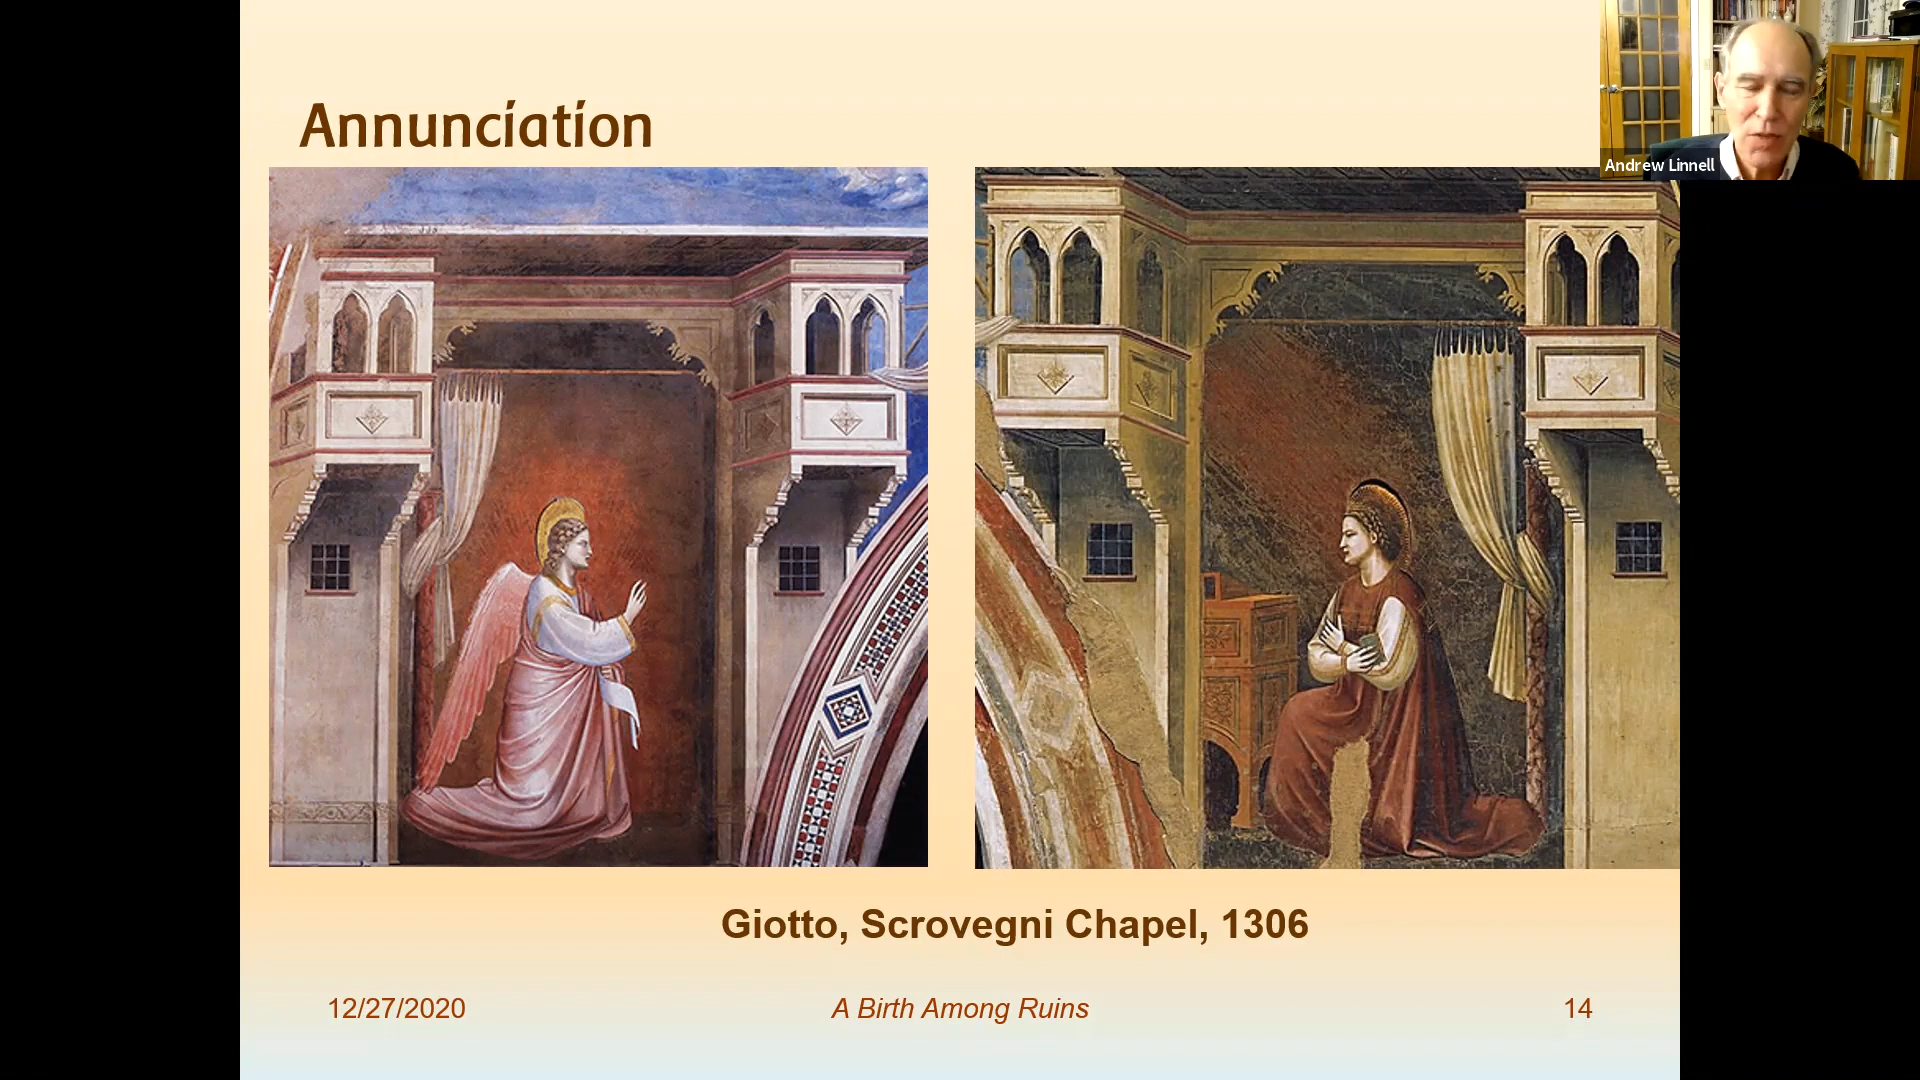 Annunciation
Andrew Linnell
Giotto, Scrovegni Chapel, 1306
12/27/2020
A Birth Among Ruins
14